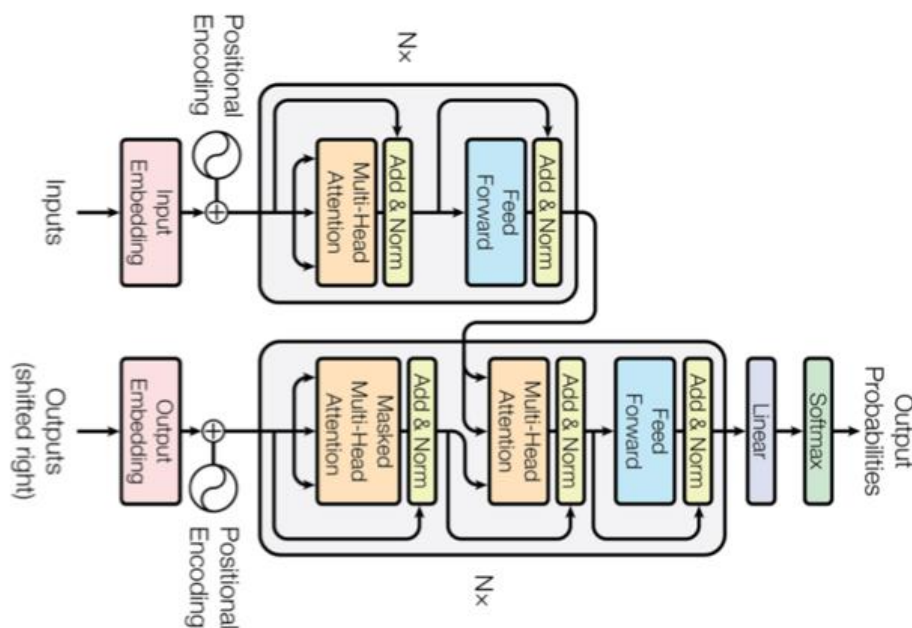 Output
Probabilities
Softmax
Linear
Add & Norm
Feed
Forward
Add & Norm
Multi-Head
Attention
Add & Norm
Masked
Multi-Head
Attention
Nx
Add & Norm
Feed
Forward
Add & Norm
Multi-Head
Attention
Nx
Positional
Encoding
Positional
Encoding
Input
Embedding
Output
Embedding
Inputs
Outputs
(shifted right)